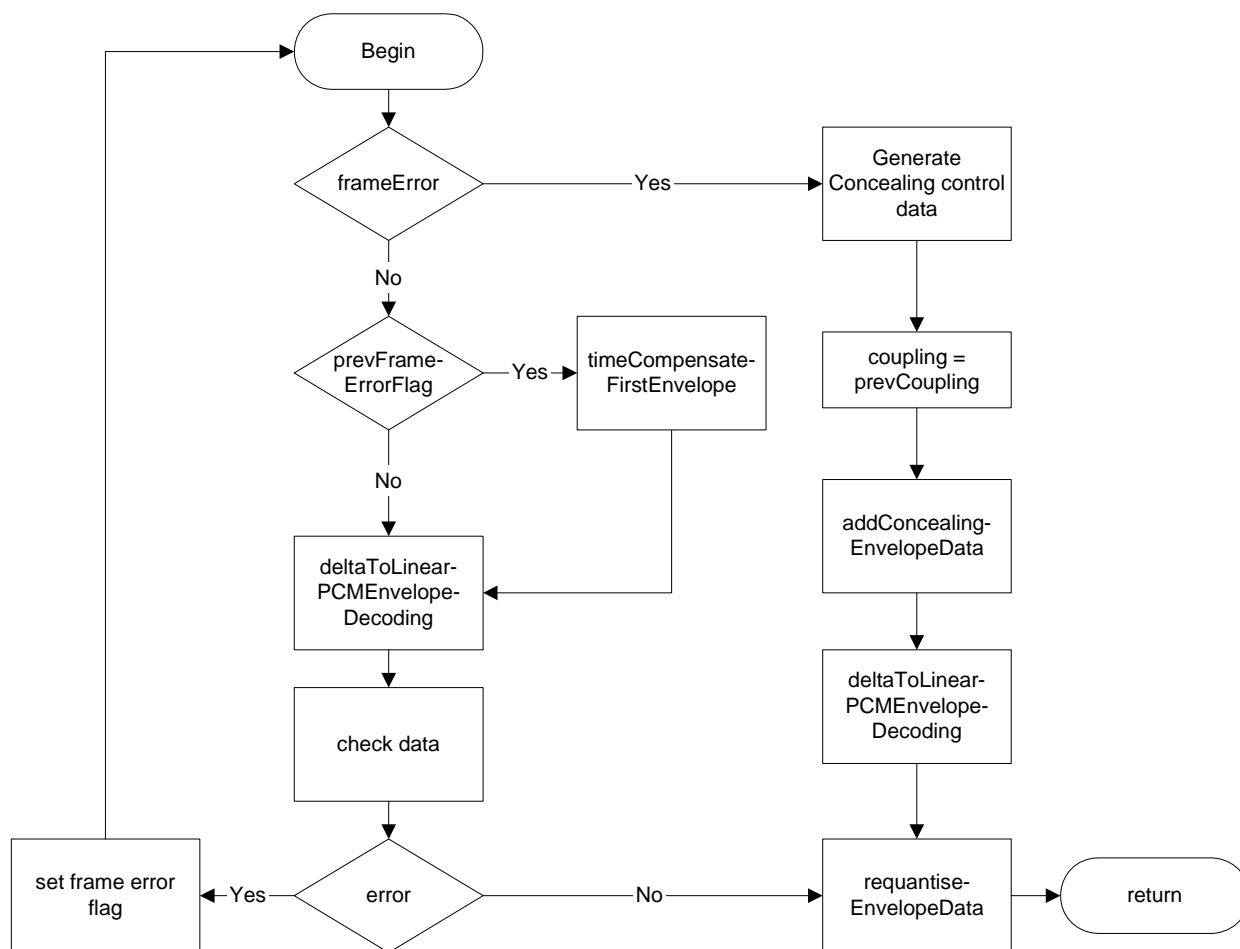 Begin
frameError
Yes
Generate
Concealing control
data
No
prevFrame-
ErrorFlag
Yes
timeCompensate-
FirstEnvelope
coupling =
prevCoupling
No
deltaToLinear-
PCMEnvelope-
Decoding
addConcealing-
EnvelopeData
check data
deltaToLinear-
PCMEnvelope-
Decoding
set frame error
flag
Yes
error
No
requantise-
EnvelopeData
return